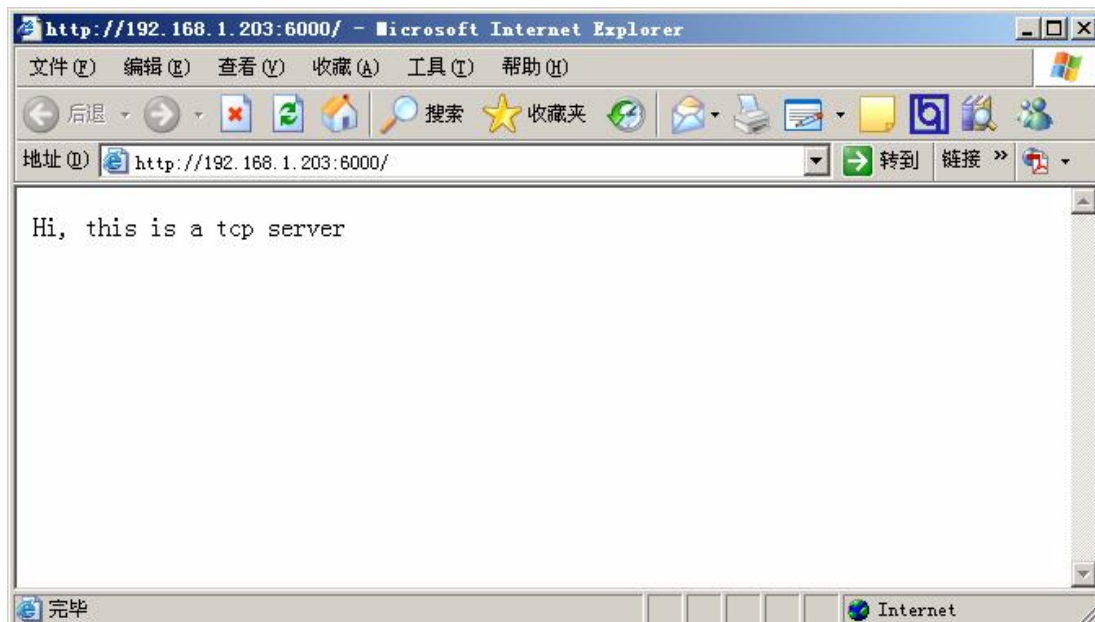 http://192.168.1.203:6000/ - Microsoft Internet Explorer
文件(F) 编辑(E) 查看(V) 收藏(A) 工具(T) 帮助(H)
后退 搜索 收藏夹
地址(D) http://192.168.1.203:6000/ 转到 链接 »
Hi, this is a tcp server
完毕 Internet